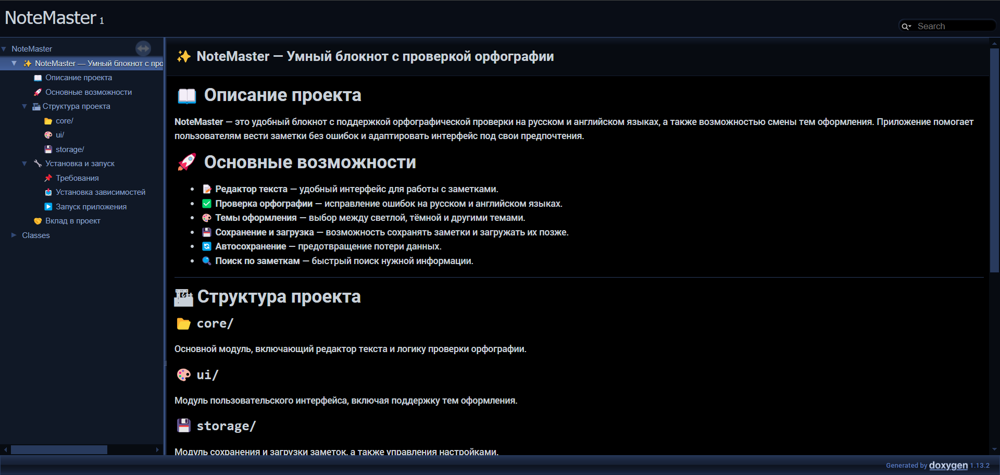 NoteMaster 1
Search
NoteMaster
✨ NoteMaster — Умный блокнот с про
📖 Описание проекта
🚀 Основные возможности
🏗 Структура проекта
📂 core/
🎨 ui/
💾 storage/
🔧 Установка и запуск
📌 Требования
📥 Установка зависимостей
▶ Запуск приложения
🤝 Вклад в проект
Classes
✨ NoteMaster — Умный блокнот с проверкой орфографии
📖 Описание проекта
NoteMaster — это удобный блокнот с поддержкой орфографической проверки на русском и английском языках, а также возможностью смены тем оформления. Приложение помогает
пользователям вести заметки без ошибок и адаптировать интерфейс под свои предпочтения.
🚀 Основные возможности
• 📝 Редактор текста — удобный интерфейс для работы с заметками.
• ✅ Проверка орфографии — исправление ошибок на русском и английском языках.
• 🎨 Темы оформления — выбор между светлой, тёмной и другими темами.
• 💾 Сохранение и загрузка — возможность сохранять заметки и загружать их позже.
• 🔄 Автосохранение — предотвращение потери данных.
• 🔍 Поиск по заметкам — быстрый поиск нужной информации.
🏗 Структура проекта
📂 core/
Основной модуль, включающий редактор текста и логику проверки орфографии.
🎨 ui/
Модуль пользовательского интерфейса, включая поддержку тем оформления.
💾 storage/
Модуль сохранения и загрузки заметок, а также управления настройками.
Generated by doxygen 1.13.2